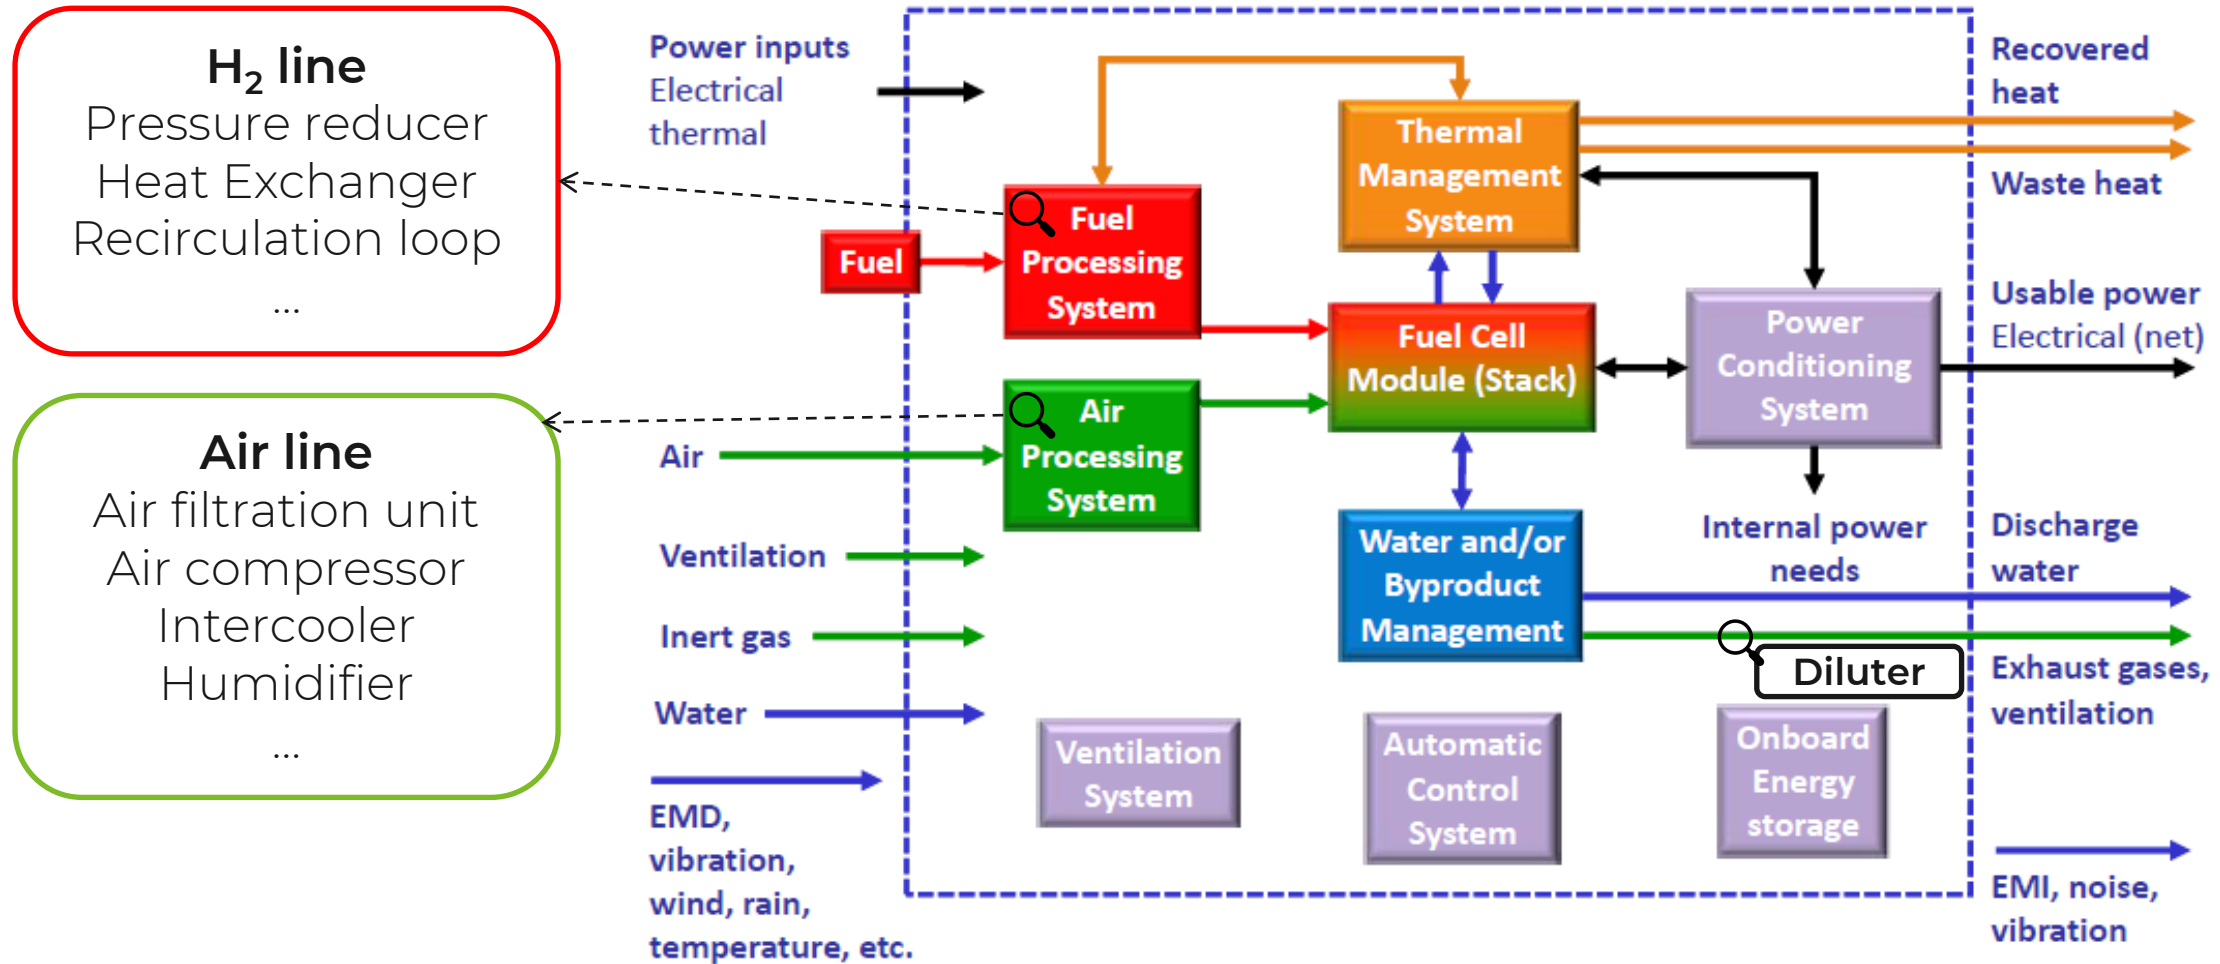 H₂ line
Pressure reducer
Heat Exchanger
Recirculation loop
...
Air line
Air filtration unit
Air compressor
Intercooler
Humidifier
...
Power inputs
Electrical
thermal
Fuel
Air
Ventilation
Inert gas
Water
EMD,
vibration,
wind, rain,
temperature, etc.
Fuel
Processing
System
Air
Processing
System
Thermal
Management
System
Fuel Cell
Module (Stack)
Water and/or
Byproduct
Management
Power
Conditioning
System
Internal power
needs
Diluter
Ventilation
System
Automatic
Control
System
Onboard
Energy
storage
Recovered
heat
Waste heat
Usable power
Electrical (net)
Discharge
water
Exhaust gases,
ventilation
EMI, noise,
vibration